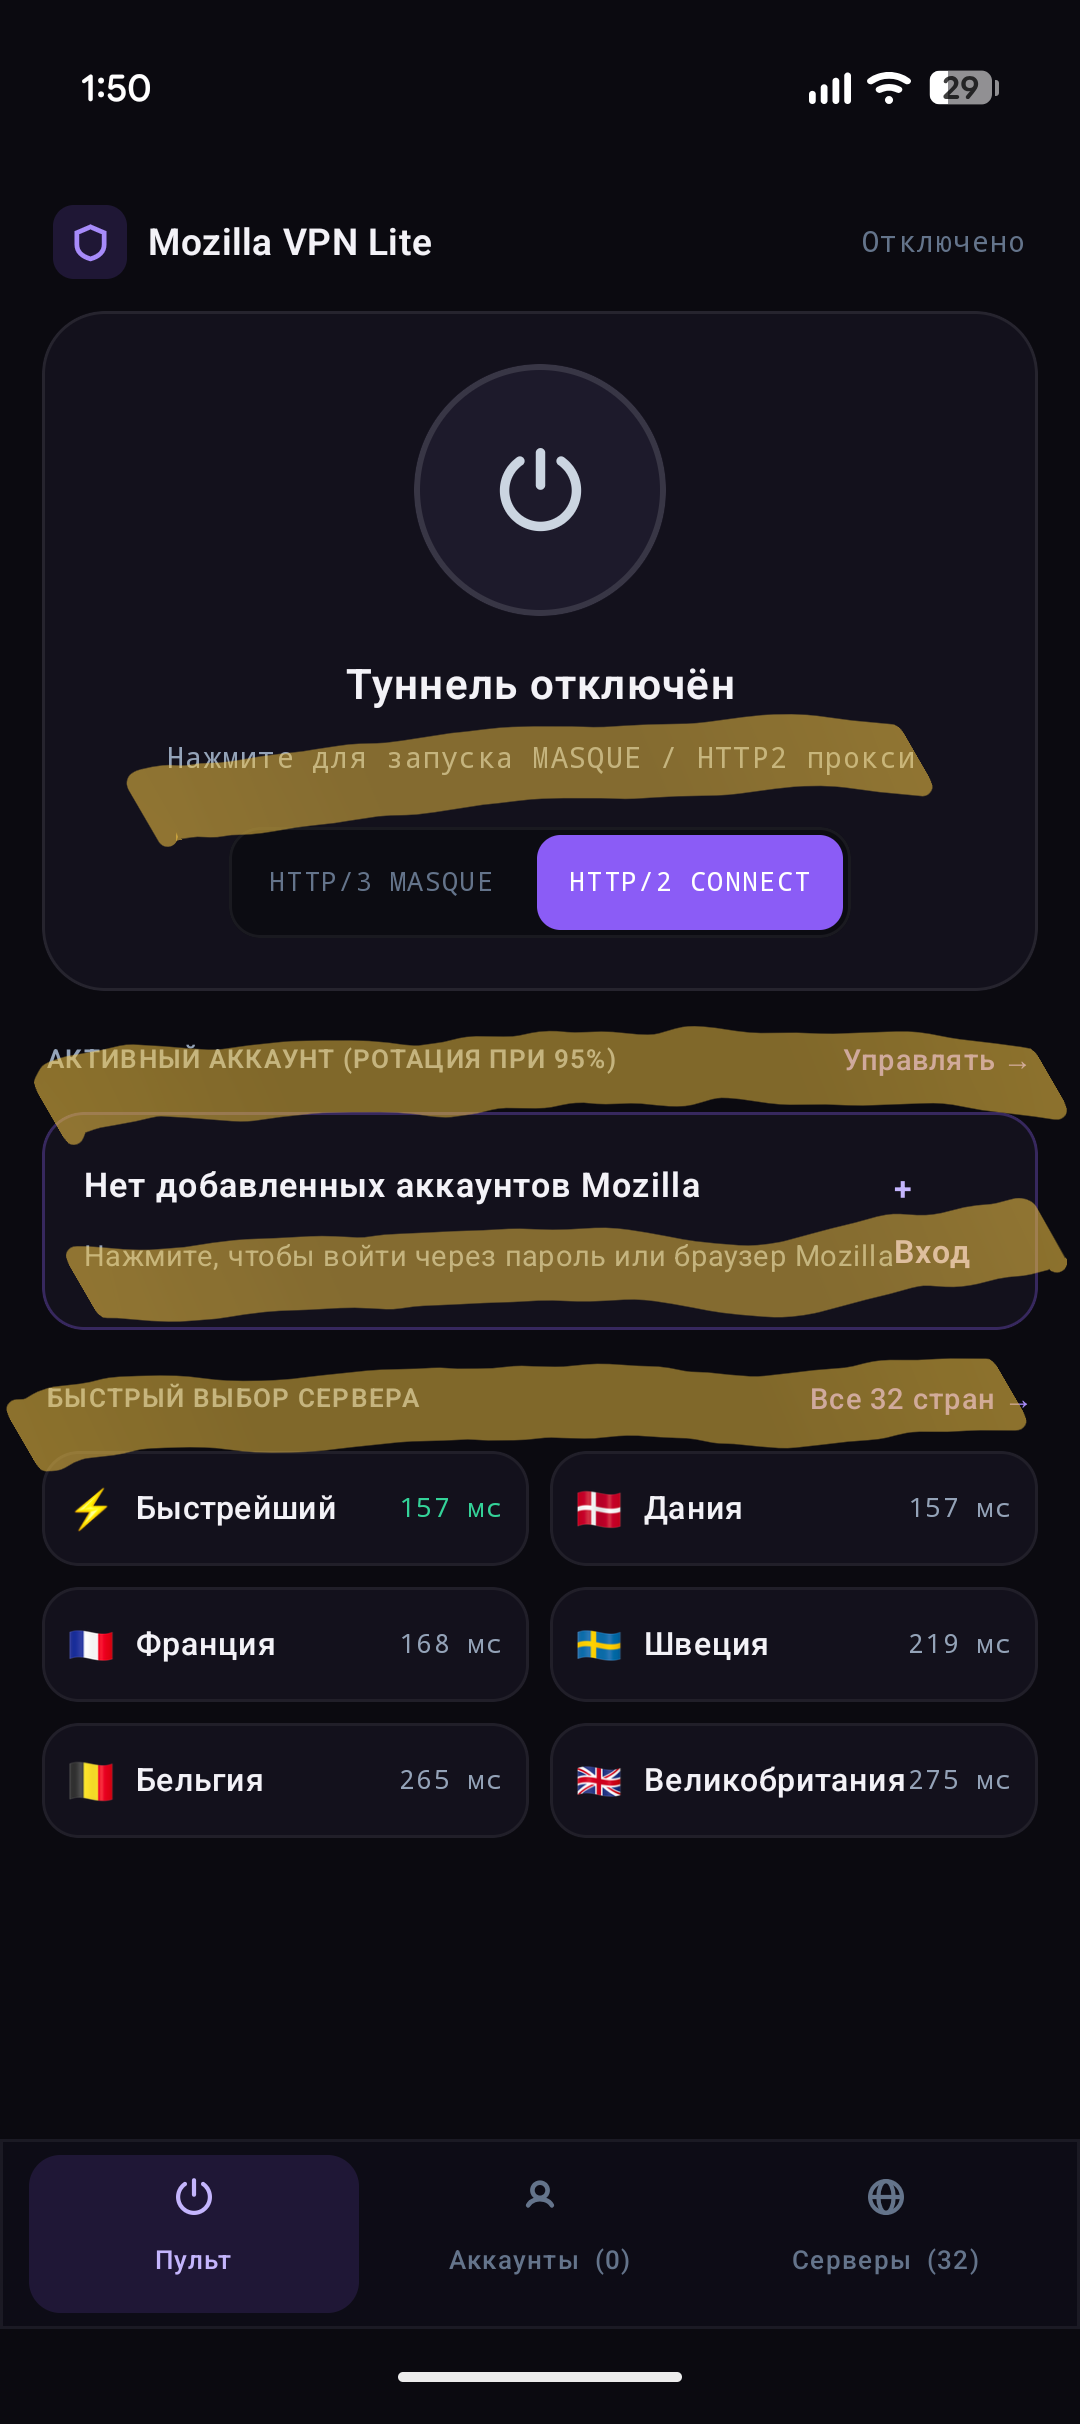 1:50
29
Mozilla VPN Lite
Отключено
Туннель отключён
Нажмите для запуска MASQUE / HTTP2 прокси
HTTP/3 MASQUE
HTTP/2 CONNECT
АКТИВНЫЙ АККАУНТ (РОТАЦИЯ ПРИ 95%)
Управлять →
Нет добавленных аккаунтов Mozilla
Нажмите, чтобы войти через пароль или браузер Mozilla
+
Вход
БЫСТРЫЙ ВЫБОР СЕРВЕРА
Все 32 стран →
Быстрейший 157 мс
Дания 157 мс
Франция 168 мс
Швеция 219 мс
Бельгия 265 мс
Великобритания 275 мс
Пульт
Аккаунты (0)
Серверы (32)